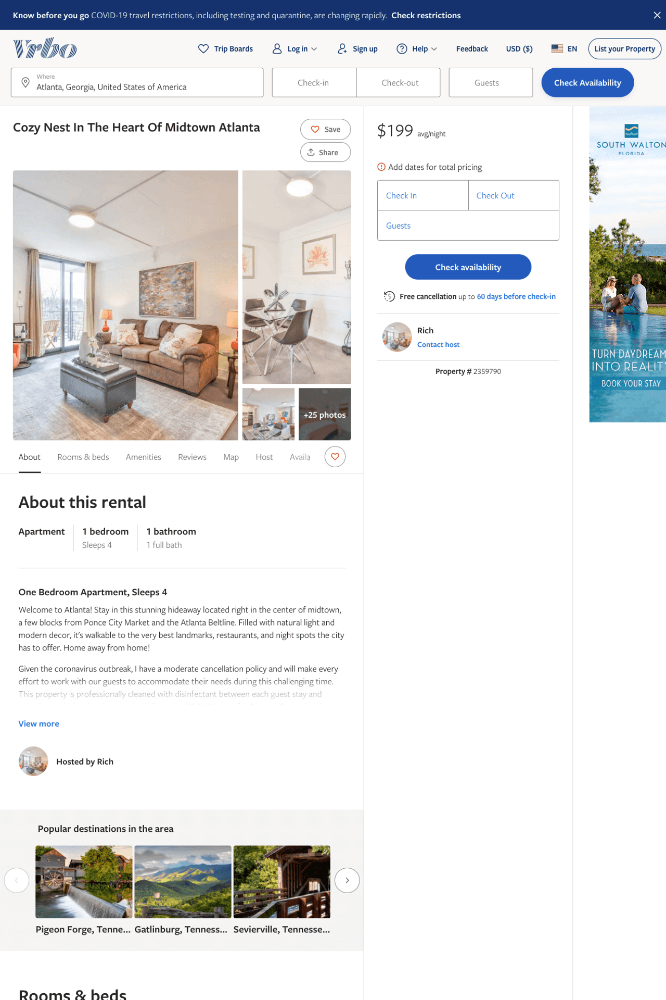 Know before you go COVID-19 travel restrictions, including testing and quarantine, are changing rapidly. Check restrictions
Vrbo
Trip Boards
Log in
Sign up
Help
Feedback
USD ($)
EN
List your Property
Where
Atlanta, Georgia, United States of America
Check-in
Check-out
Guests
Check Availability
Cozy Nest In The Heart Of Midtown Atlanta
Save
Share
+25 photos
$199 avg/night
Add dates for total pricing
Check In
Check Out
Guests
Check availability
Free cancellation up to 60 days before check-in
Rich
Contact host
Property # 2359790
SOUTH WALTON
FLORIDA
TURN DAYDREAM
INTO REALITY
BOOK YOUR STAY
About
Rooms & beds
Amenities
Reviews
Map
Host
Availa
About this rental
Apartment
1 bedroom
Sleeps 4
1 bathroom
1 full bath
One Bedroom Apartment, Sleeps 4
Welcome to Atlanta! Stay in this stunning hideaway located right in the center of midtown,
a few blocks from Ponce City Market and the Atlanta Beltline. Filled with natural light and
modern decor, it's walkable to the very best landmarks, restaurants, and night spots the city
has to offer. Home away from home!
Given the coronavirus outbreak, I have a moderate cancellation policy and will make every
effort to work with our guests to accommodate their needs during this challenging time.
This property is professionally cleaned with disinfectant between each guest stay and
View more
Hosted by Rich
Popular destinations in the area
Pigeon Forge, Tenne...
Gatlinburg, Tenness...
Sevierville, Tennesse...
Rooms & beds